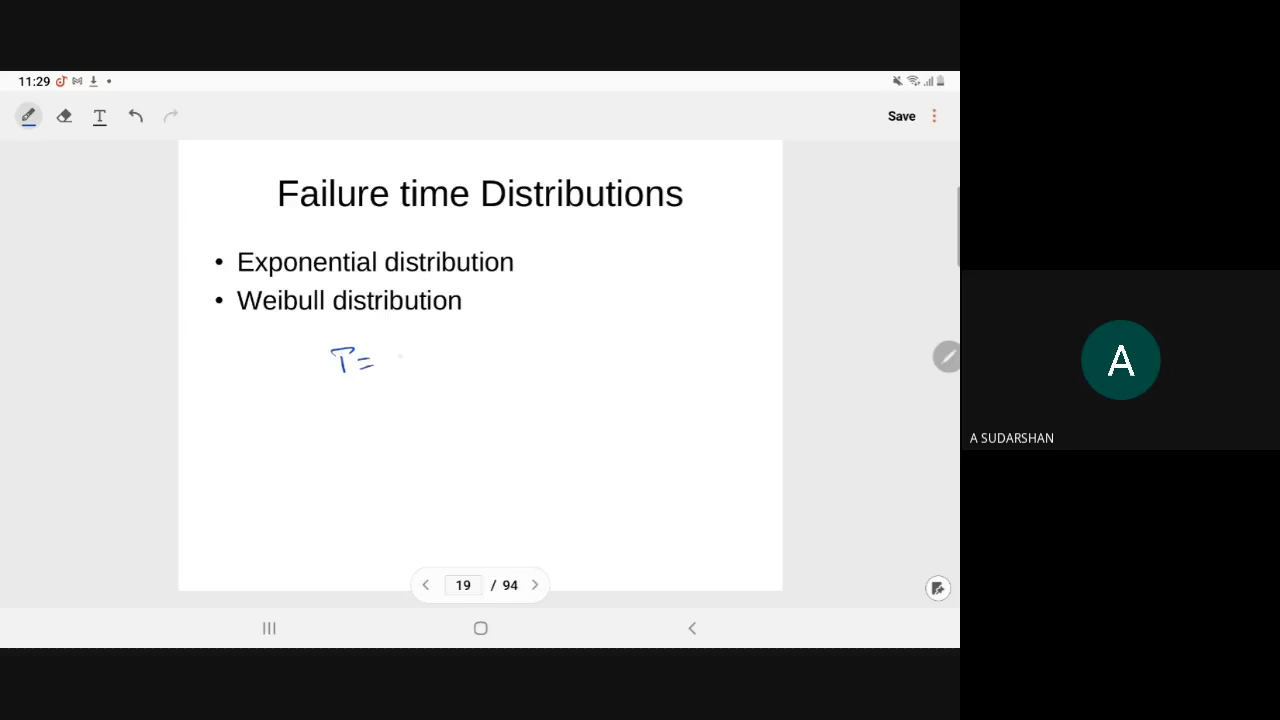 11:29
Save
Failure time Distributions
• Exponential distribution
• Weibull distribution
T=
19 / 94
A
A SUDARSHAN